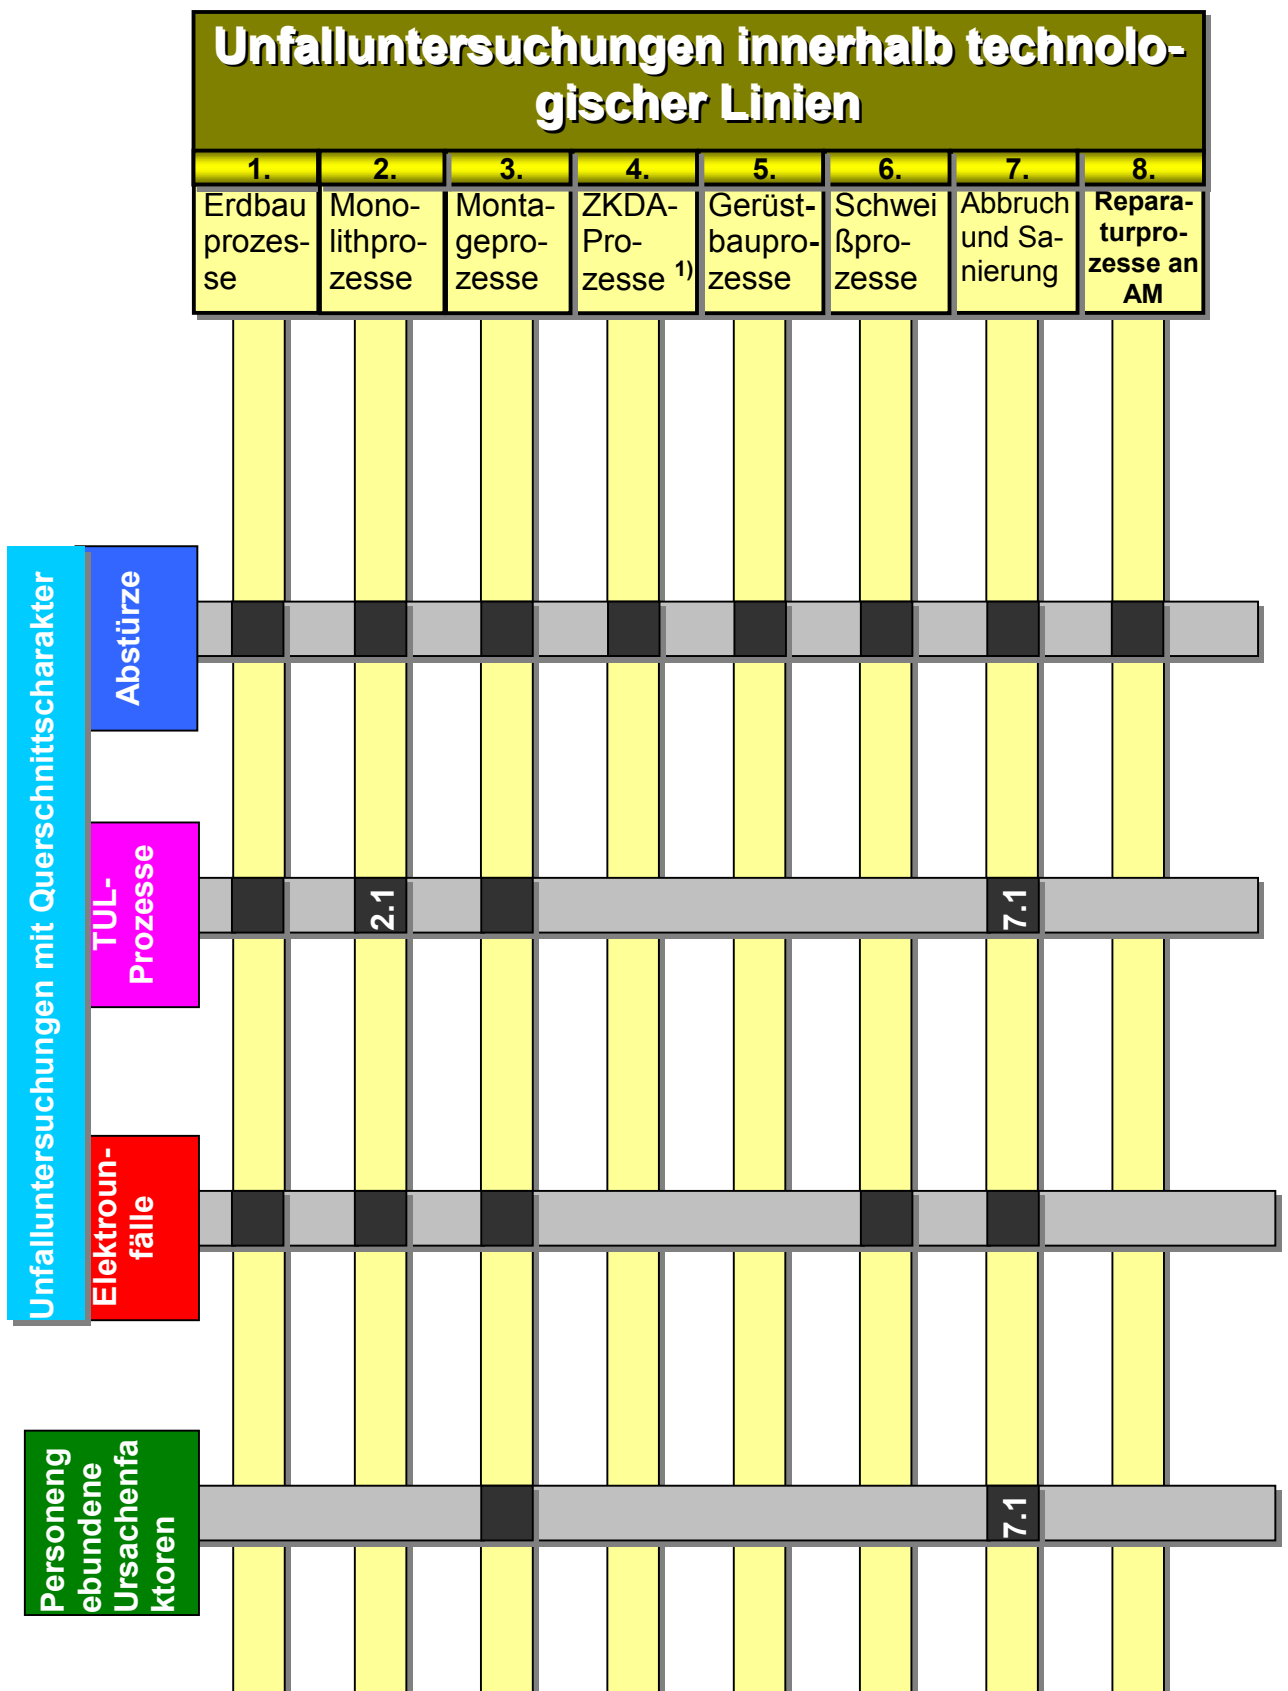 Unfalluntersuchungen innerhalb technolo-
gischer Linien
1. 2. 3. 4. 5. 6. 7. 8.
Erdbau
prozes-
se
Mono-
lithpro-
zesse
Monta-
gepro-
zesse
ZKDA-
Pro-
zesse 1)
Gerüst-
baupro-
zesse
Schwei
ßpro-
zesse
Abbruch
und Sa-
nierung
Repara-
turpro-
zesse an
AM
Unfalluntersuchungen mit Querschnittscharakter
Abstürze
TUL-
Prozesse
2.1
7.1
Elektroun-
fälle
Personeng
ebundene
Ursachenfa
ktoren
7.1